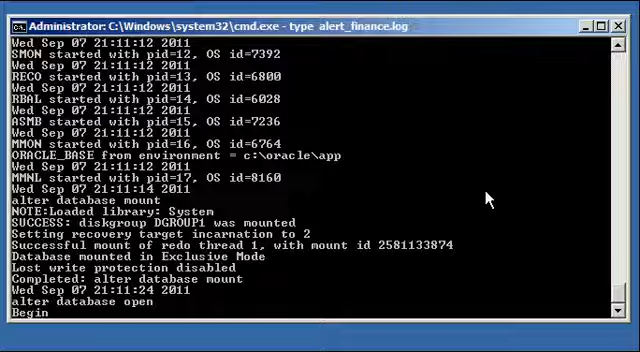 Administrator: C:\Windows\system32\cmd.exe - type alert_finance.log
Wed Sep 07 21:11:12 2011
SMON started with pid=12, OS id=7392
Wed Sep 07 21:11:12 2011
RECO started with pid=13, OS id=6800
Wed Sep 07 21:11:12 2011
RBAL started with pid=14, OS id=6028
Wed Sep 07 21:11:12 2011
ASMB started with pid=15, OS id=7236
Wed Sep 07 21:11:12 2011
MMON started with pid=16, OS id=6764
ORACLE_BASE from environment = c:\oracle\app
Wed Sep 07 21:11:12 2011
MMNL started with pid=17, OS id=8160
Wed Sep 07 21:11:14 2011
alter database mount
NOTE:Loaded library: System
SUCCESS: diskgroup DGROUP1 was mounted
Setting recovery target incarnation to 2
Successful mount of redo thread 1, with mount id 2581133874
Database mounted in Exclusive Mode
Lost write protection disabled
Completed: alter database mount
Wed Sep 07 21:11:24 2011
alter database open
Begin